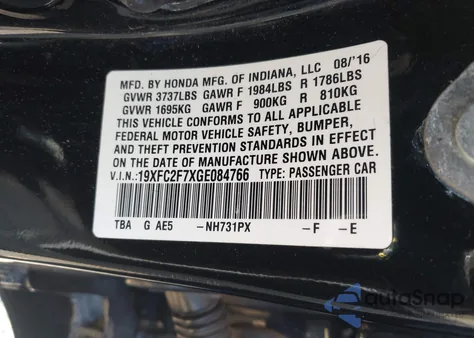 MFD. BY HONDA MFG. OF INDIANA, LLC 08/'16
GVWR 3737LBS GAWR F 1984LBS R 1786LBS
GVWR 1695KG GAWR F 900KG R 810KG
THIS VEHICLE CONFORMS TO ALL APPLICABLE
FEDERAL MOTOR VEHICLE SAFETY, BUMPER,
AND THEFT PREVENTION STANDARDS IN EFFECT
ON THE DATE OF MANUFACTURE SHOWN ABOVE.
V.I.N.: 19XFC2F7XGE084766 TYPE: PASSENGER CAR
TBA G AE5 -NH731PX -F -E
autoSnap